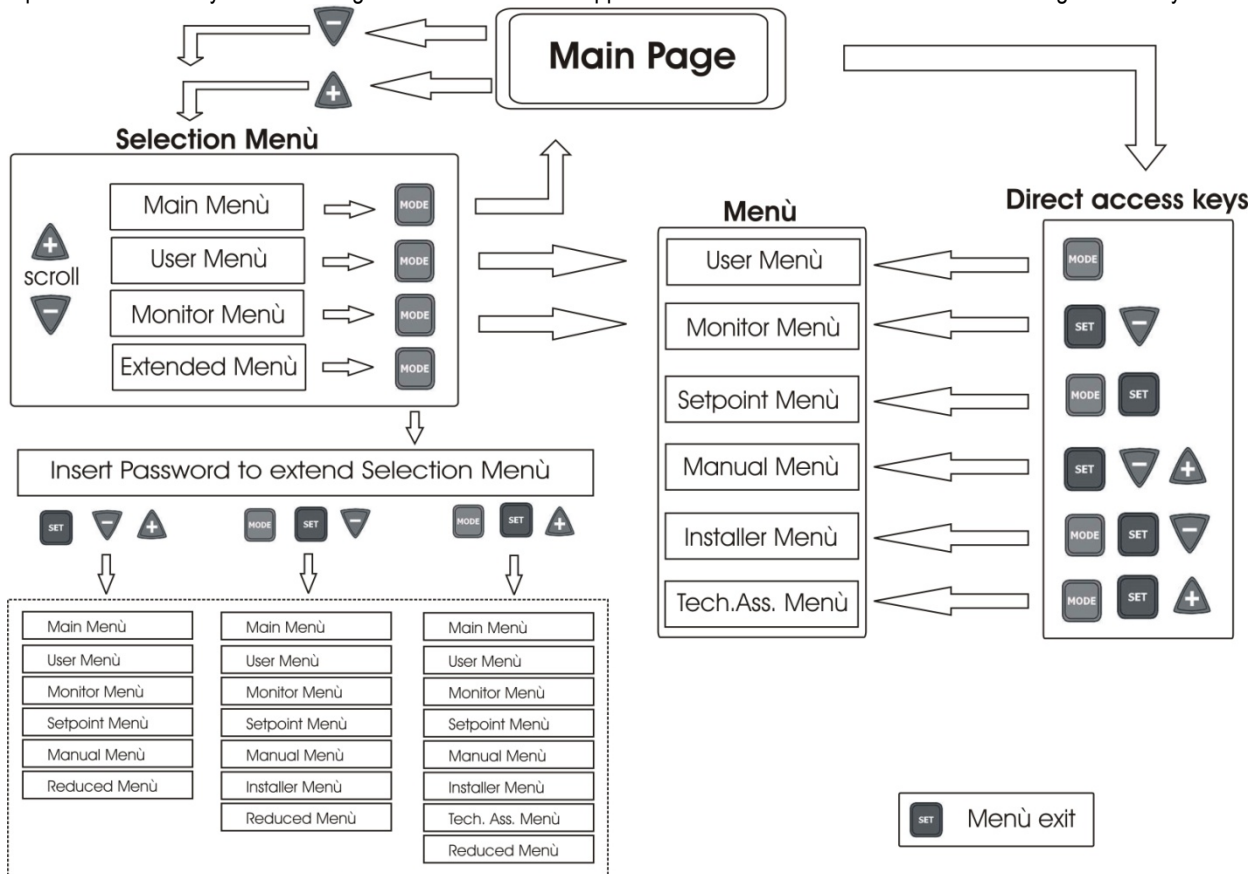 Main Page
Selection Menù
Main Menù
MODE
User Menù
MODE
scroll
Monitor Menù
MODE
Extended Menù
MODE
Insert Password to extend Selection Menù
SET
MODE SET
MODE SET
Main Menù
User Menù
Monitor Menù
Setpoint Menù
Manual Menù
Reduced Menù
Main Menù
User Menù
Monitor Menù
Setpoint Menù
Manual Menù
Installer Menù
Reduced Menù
Main Menù
User Menù
Monitor Menù
Setpoint Menù
Manual Menù
Installer Menù
Tech. Ass. Menù
Reduced Menù
Menù
User Menù
Monitor Menù
Setpoint Menù
Manual Menù
Installer Menù
Tech.Ass. Menù
Direct access keys
MODE
SET
MODE SET
SET
MODE SET
MODE SET
SET Menù exit